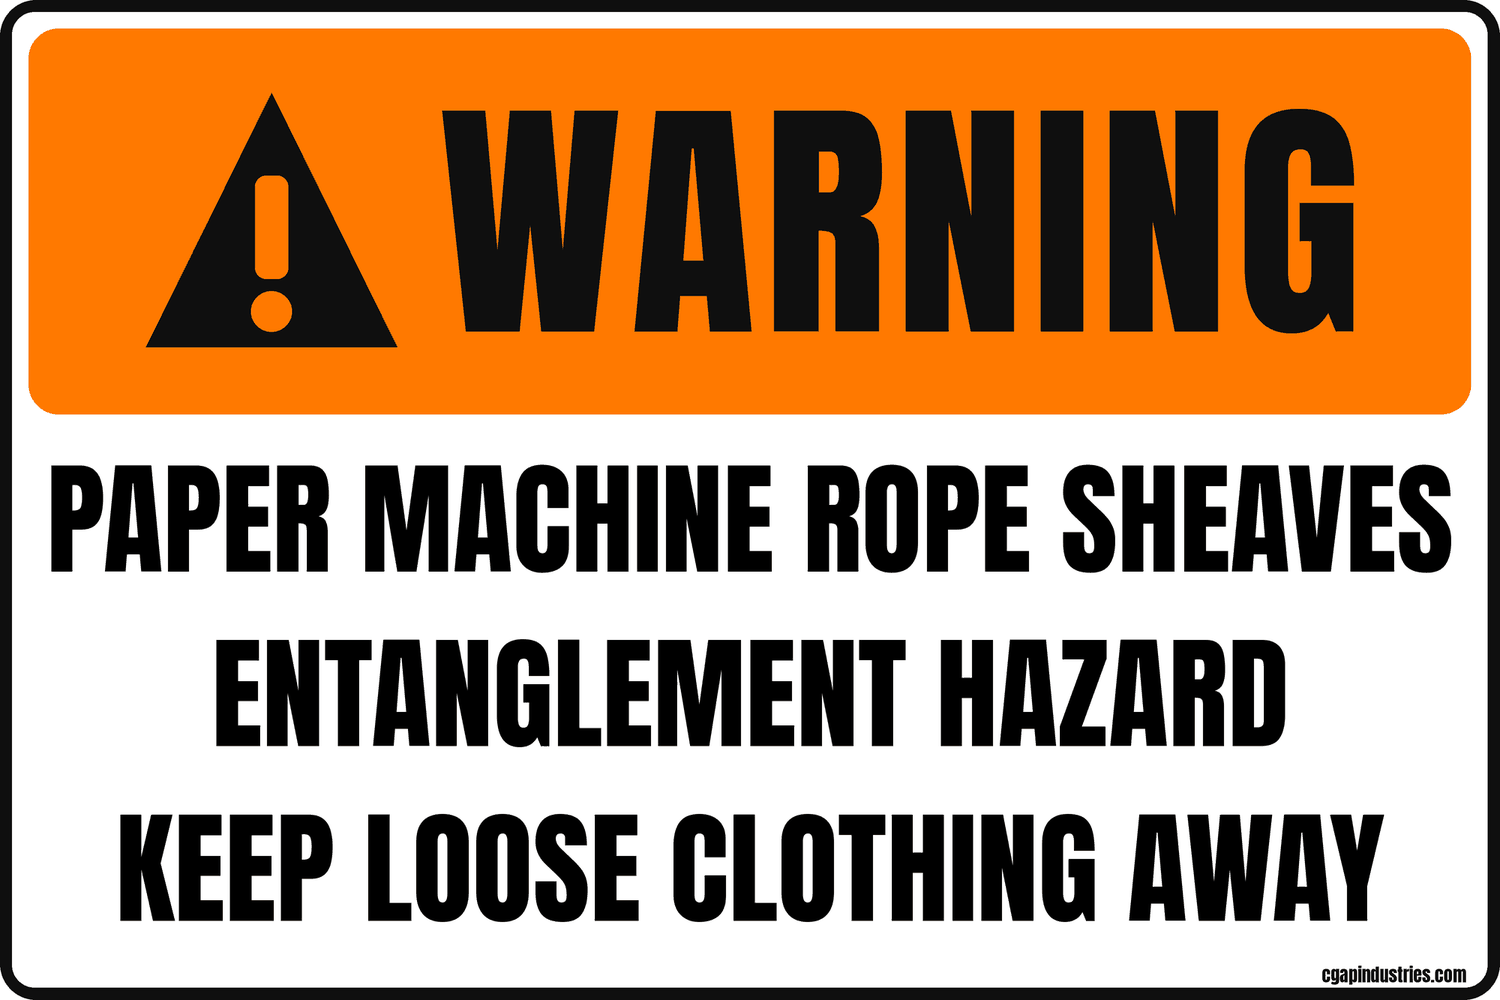 WARNING
PAPER MACHINE ROPE SHEAVES
ENTANGLEMENT HAZARD
KEEP LOOSE CLOTHING AWAY
cgapindustries.com